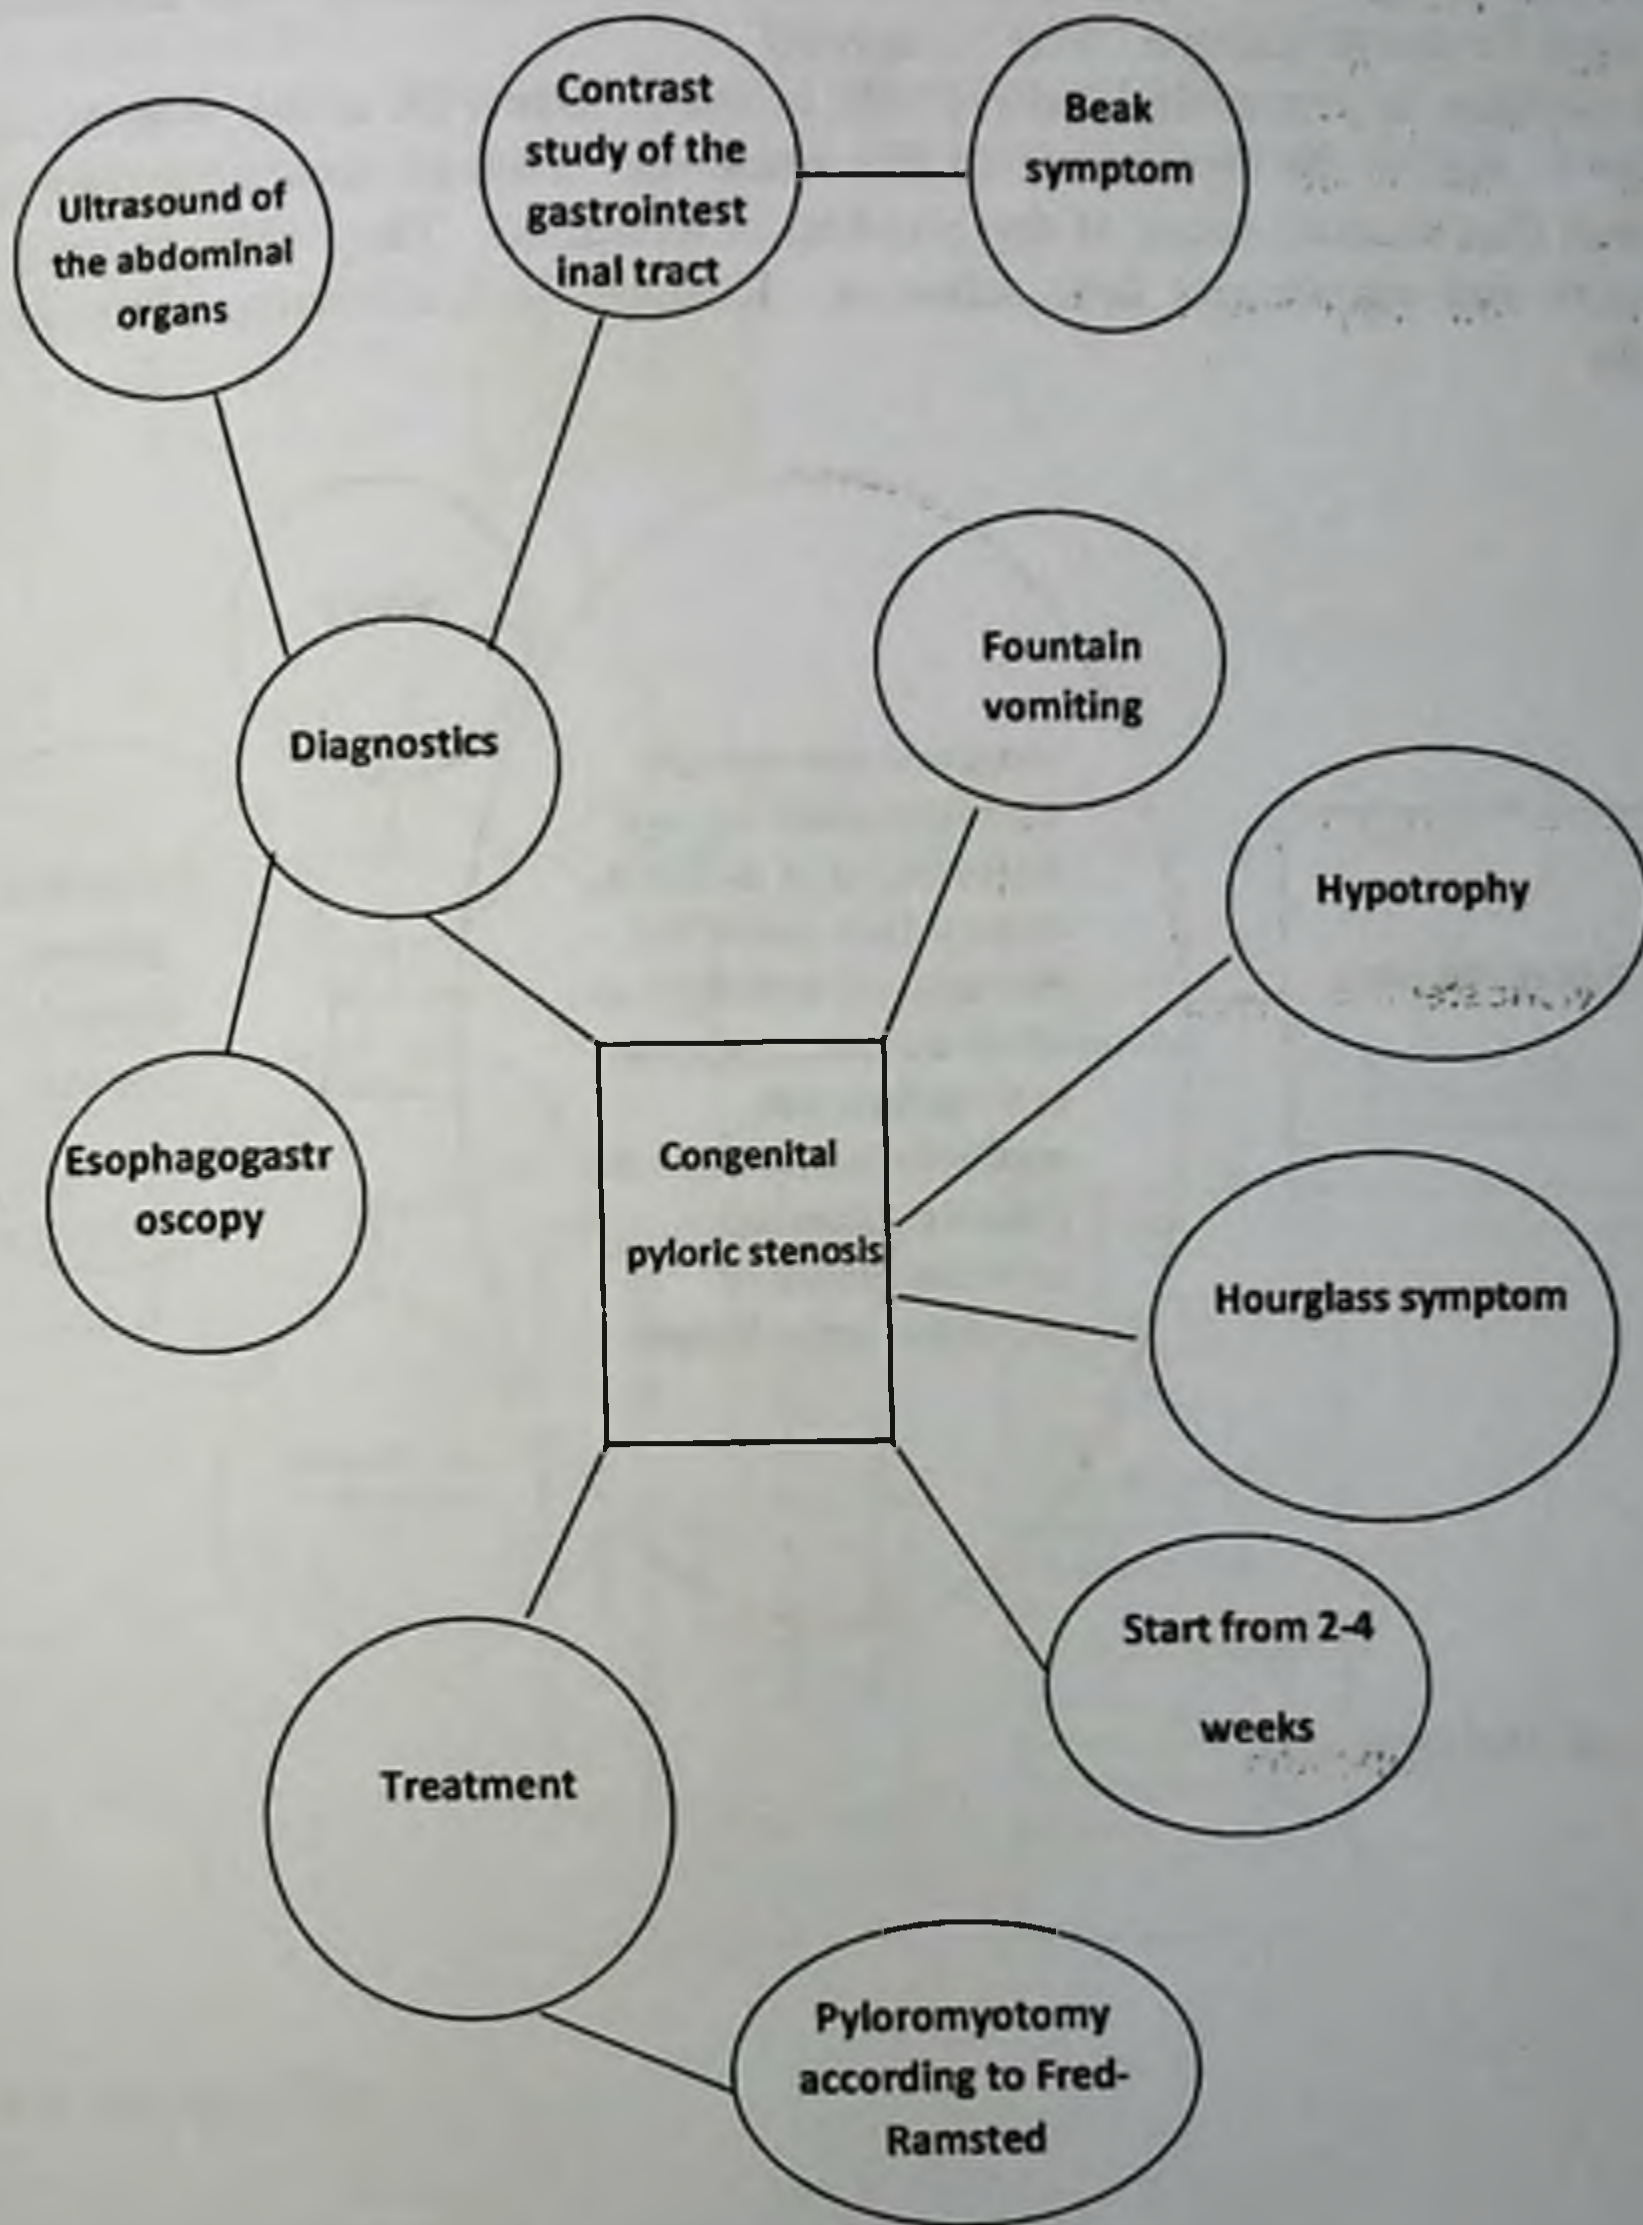 Contrast
study of the
gastrointest
inal tract
Beak
symptom
Ultrasound of
the abdominal
organs
Fountain
vomiting
Diagnostics
Hypotrophy
Esophagogastr
oscopy
Congenital
pyloric stenosis
Hourglass symptom
Start from 2-4
weeks
Treatment
Pyloromyotomy
according to Fred-
Ramsted